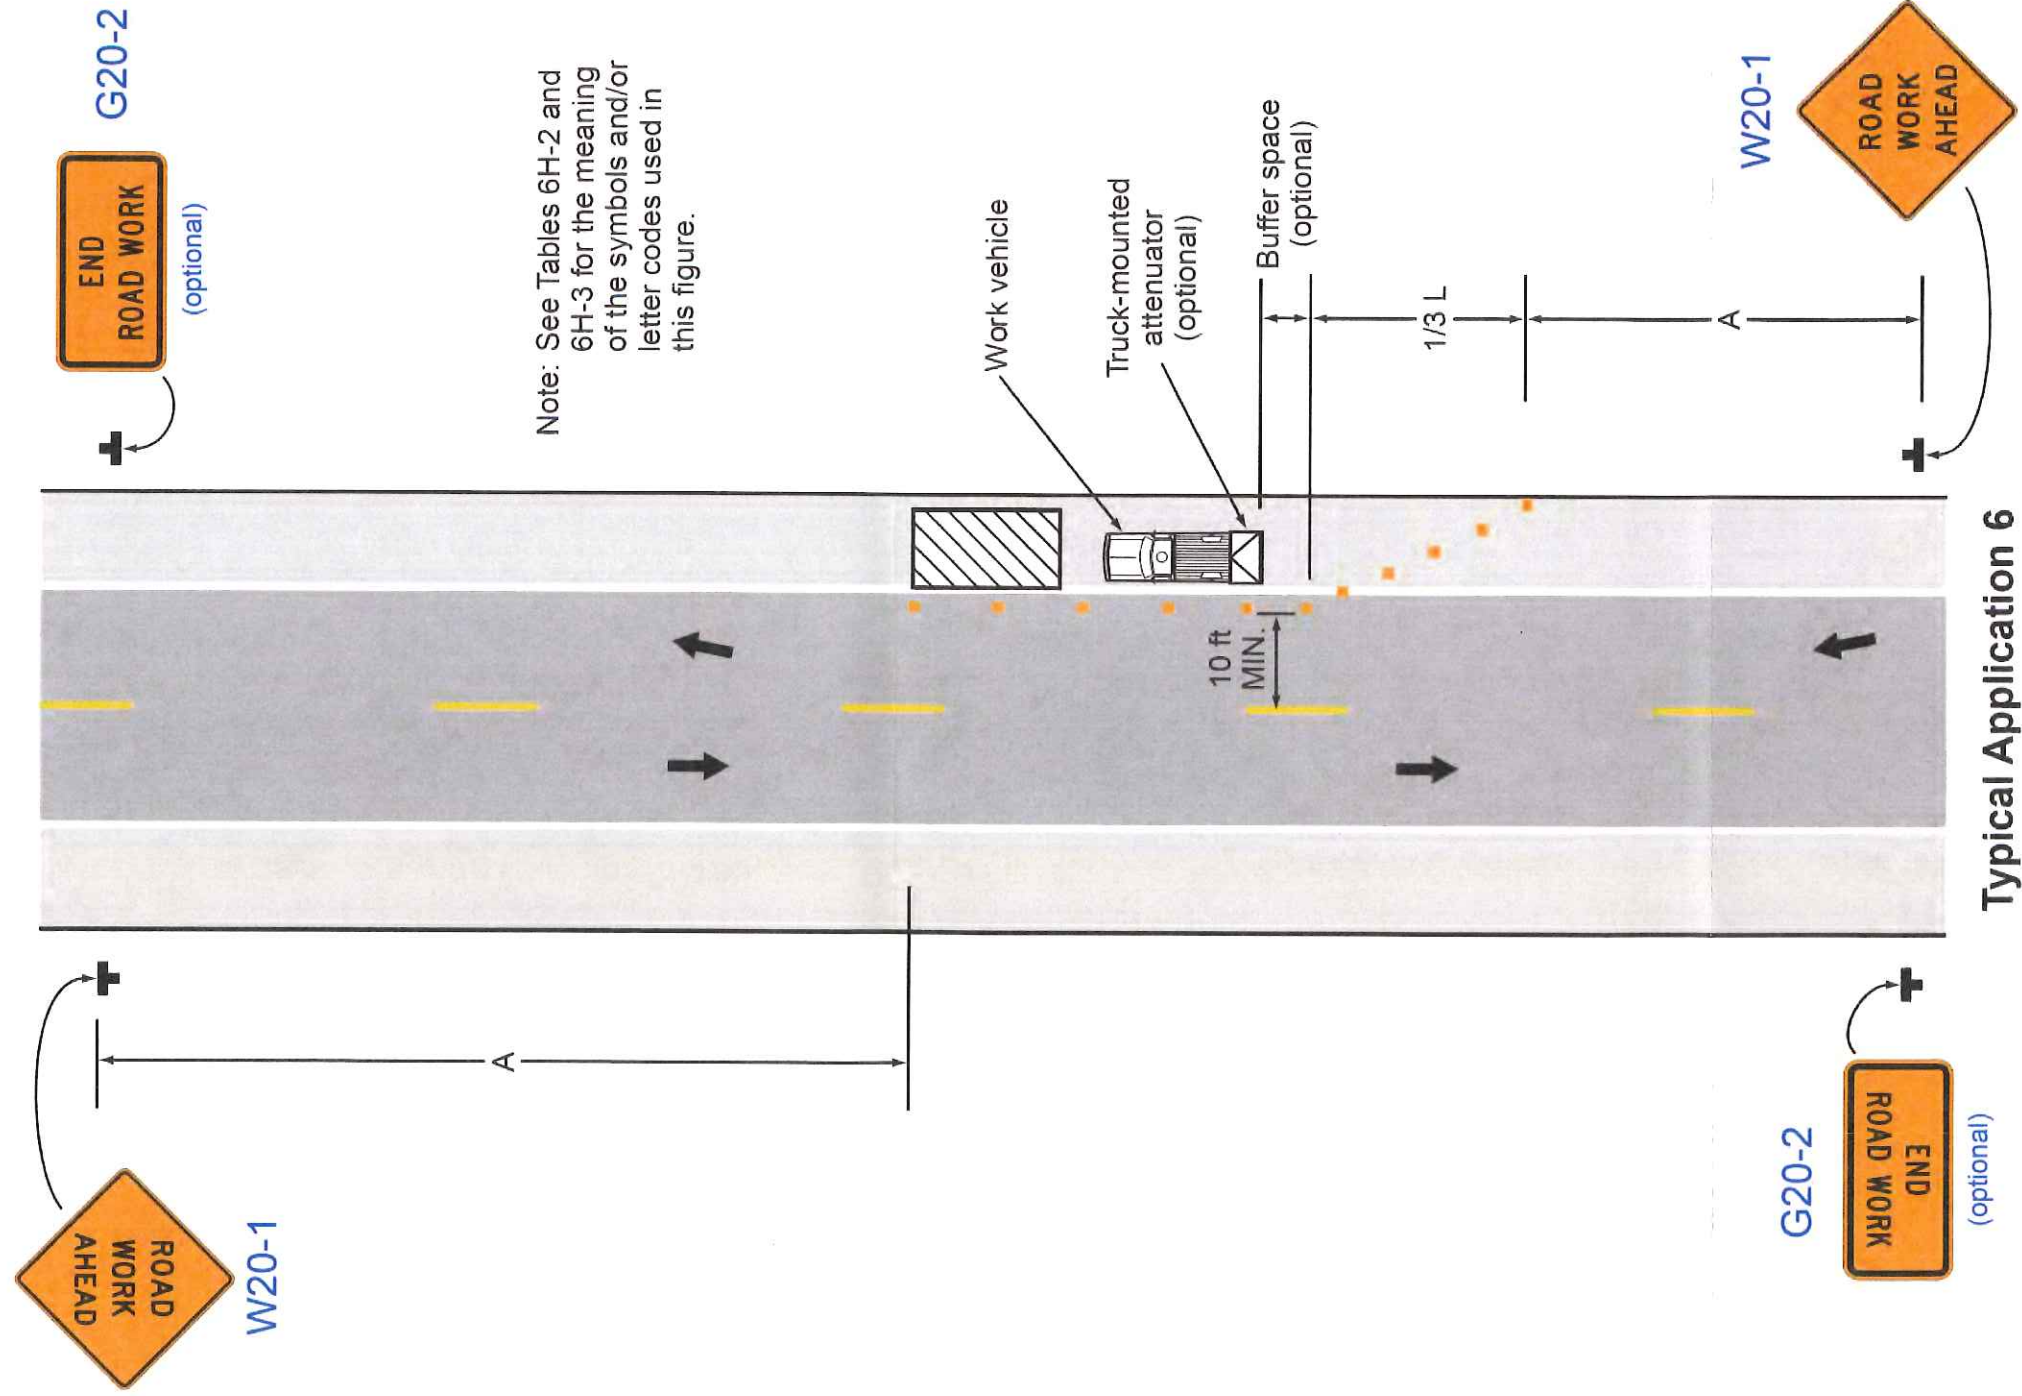 G20-2
END
ROAD WORK
(optional)
Note: See Tables 6H-2 and
6H-3 for the meaning
of the symbols and/or
letter codes used in
this figure.
Work vehicle
Truck-mounted
attenuator
(optional)
Buffer space
(optional)
1/3 L
A
10 ft
MIN.
W20-1
ROAD
WORK
AHEAD
A
ROAD
WORK
AHEAD
W20-1
G20-2
END
ROAD WORK
(optional)
Typical Application 6